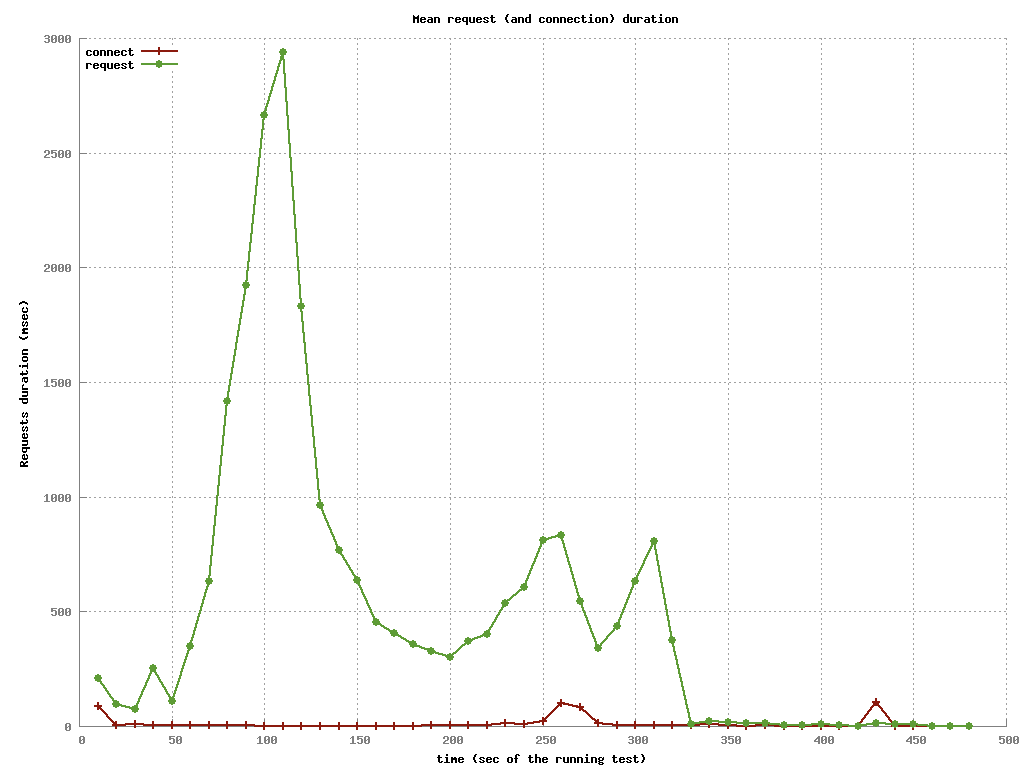 Mean request (and connection) duration
connect
request
3000
2500
2000
1500
1000
500
0
Requests duration (msec)
0 50 100 150 200 250 300 350 400 450 500
time (sec of the running test)